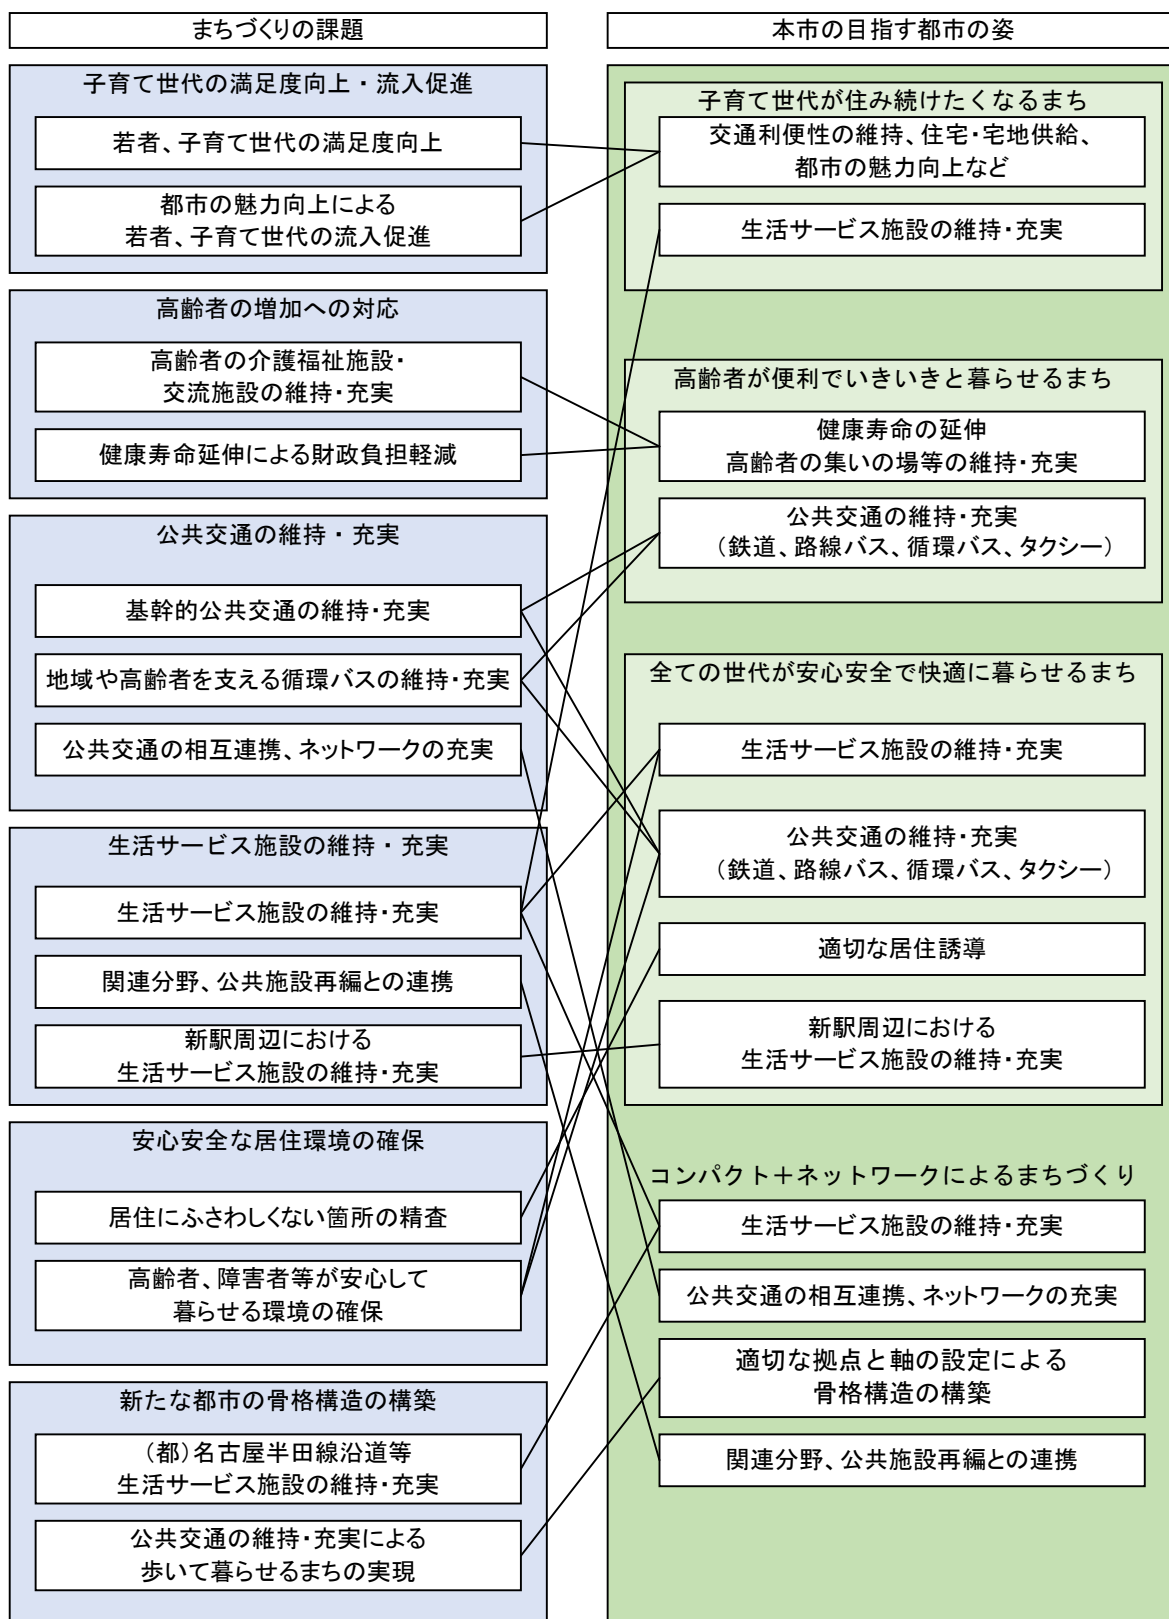 まちづくりの課題
子育て世代の満足度向上・流入促進
若者、子育て世代の満足度向上
都市の魅力向上による
若者、子育て世代の流入促進
高齢者の増加への対応
高齢者の介護福祉施設・
交流施設の維持・充実
健康寿命延伸による財政負担軽減
公共交通の維持・充実
基幹的公共交通の維持・充実
地域や高齢者を支える循環バスの維持・充実
公共交通の相互連携、ネットワークの充実
生活サービス施設の維持・充実
生活サービス施設の維持・充実
関連分野、公共施設再編との連携
新駅周辺における
生活サービス施設の維持・充実
安心安全な居住環境の確保
居住にふさわしくない箇所の精査
高齢者、障害者等が安心して
暮らせる環境の確保
新たな都市の骨格構造の構築
（都）名古屋半田線沿道等
生活サービス施設の維持・充実
公共交通の維持・充実による
歩いて暮らせるまちの実現
本市の目指す都市の姿
子育て世代が住み続けたくなるまち
交通利便性の維持、住宅・宅地供給、
都市の魅力向上など
生活サービス施設の維持・充実
高齢者が便利でいきいきと暮らせるまち
健康寿命の延伸
高齢者の集いの場等の維持・充実
公共交通の維持・充実
（鉄道、路線バス、循環バス、タクシー）
全ての世代が安心安全で快適に暮らせるまち
生活サービス施設の維持・充実
公共交通の維持・充実
（鉄道、路線バス、循環バス、タクシー）
適切な居住誘導
新駅周辺における
生活サービス施設の維持・充実
コンパクト＋ネットワークによるまちづくり
生活サービス施設の維持・充実
公共交通の相互連携、ネットワークの充実
適切な拠点と軸の設定による
骨格構造の構築
関連分野、公共施設再編との連携